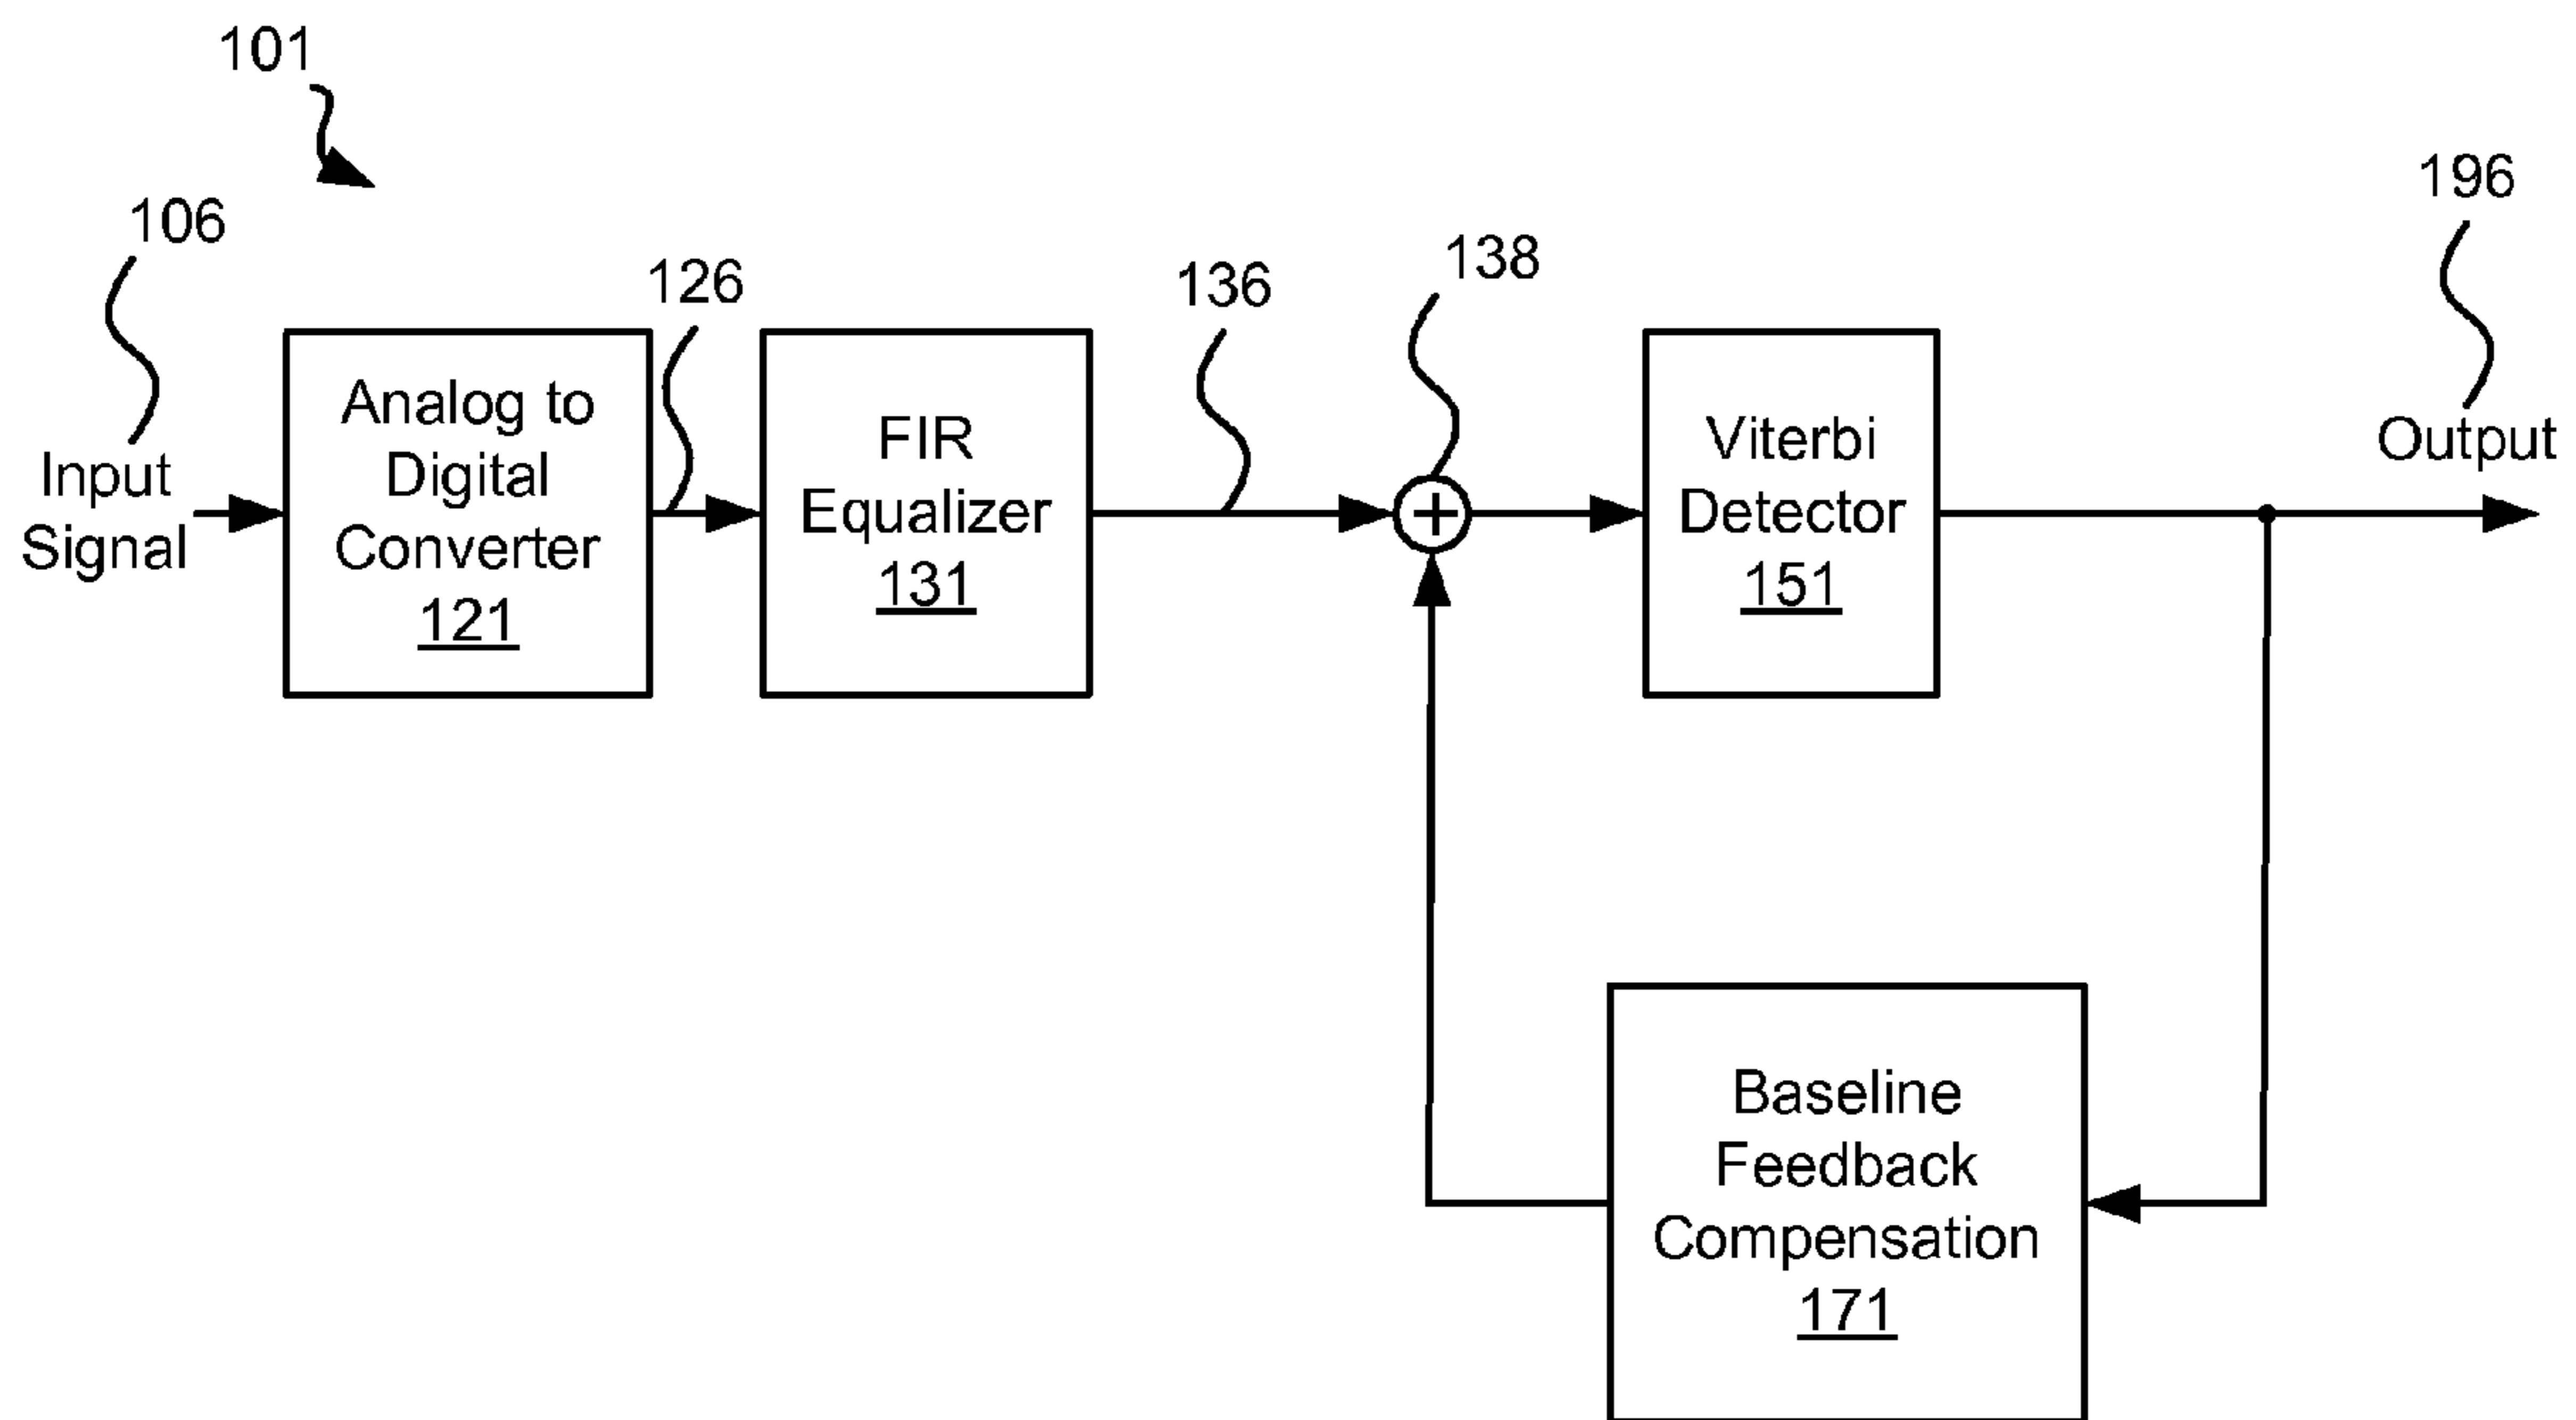 101
106
196
126
136
138
Input
Signal
Analog to
Digital
Converter
121
FIR
Equalizer
131
+
Viterbi
Detector
151
Output
Baseline
Feedback
Compensation
171